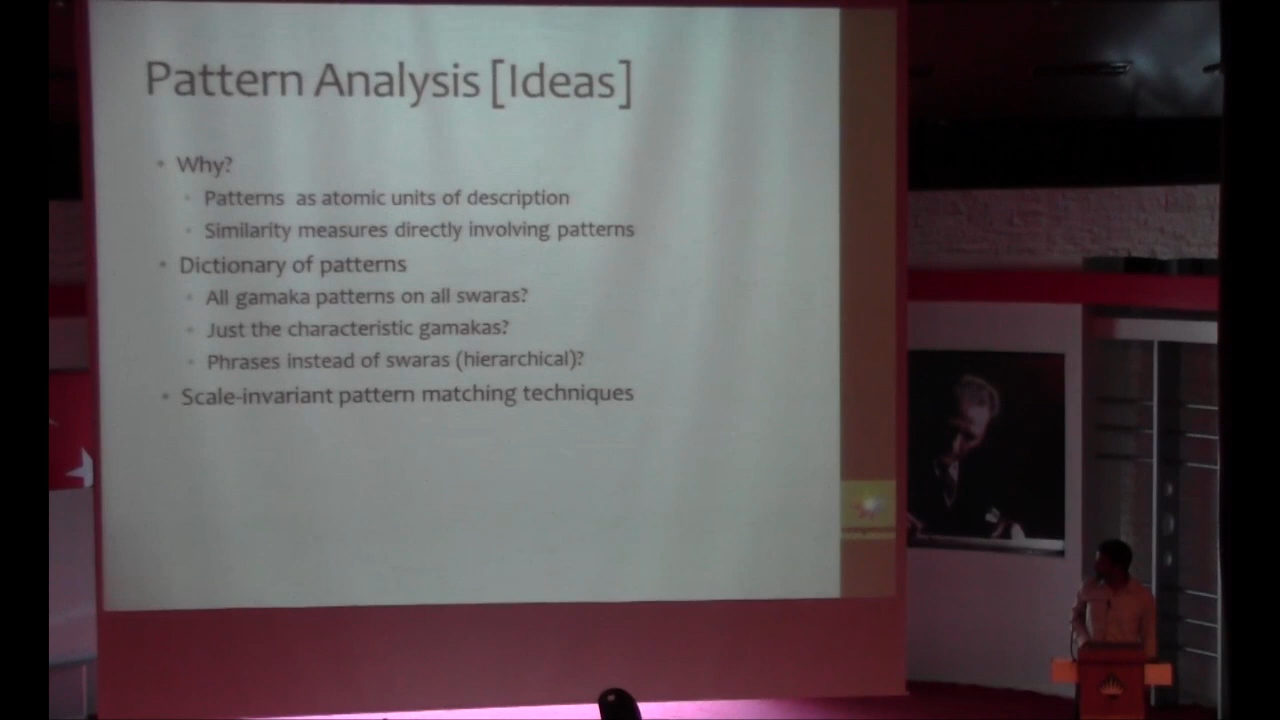 Pattern Analysis [Ideas]
• Why?
• Patterns as atomic units of description
• Similarity measures directly involving patterns
• Dictionary of patterns
• All gamaka patterns on all swaras?
• Just the characteristic gamakas?
• Phrases instead of swaras (hierarchical)?
• Scale-invariant pattern matching techniques